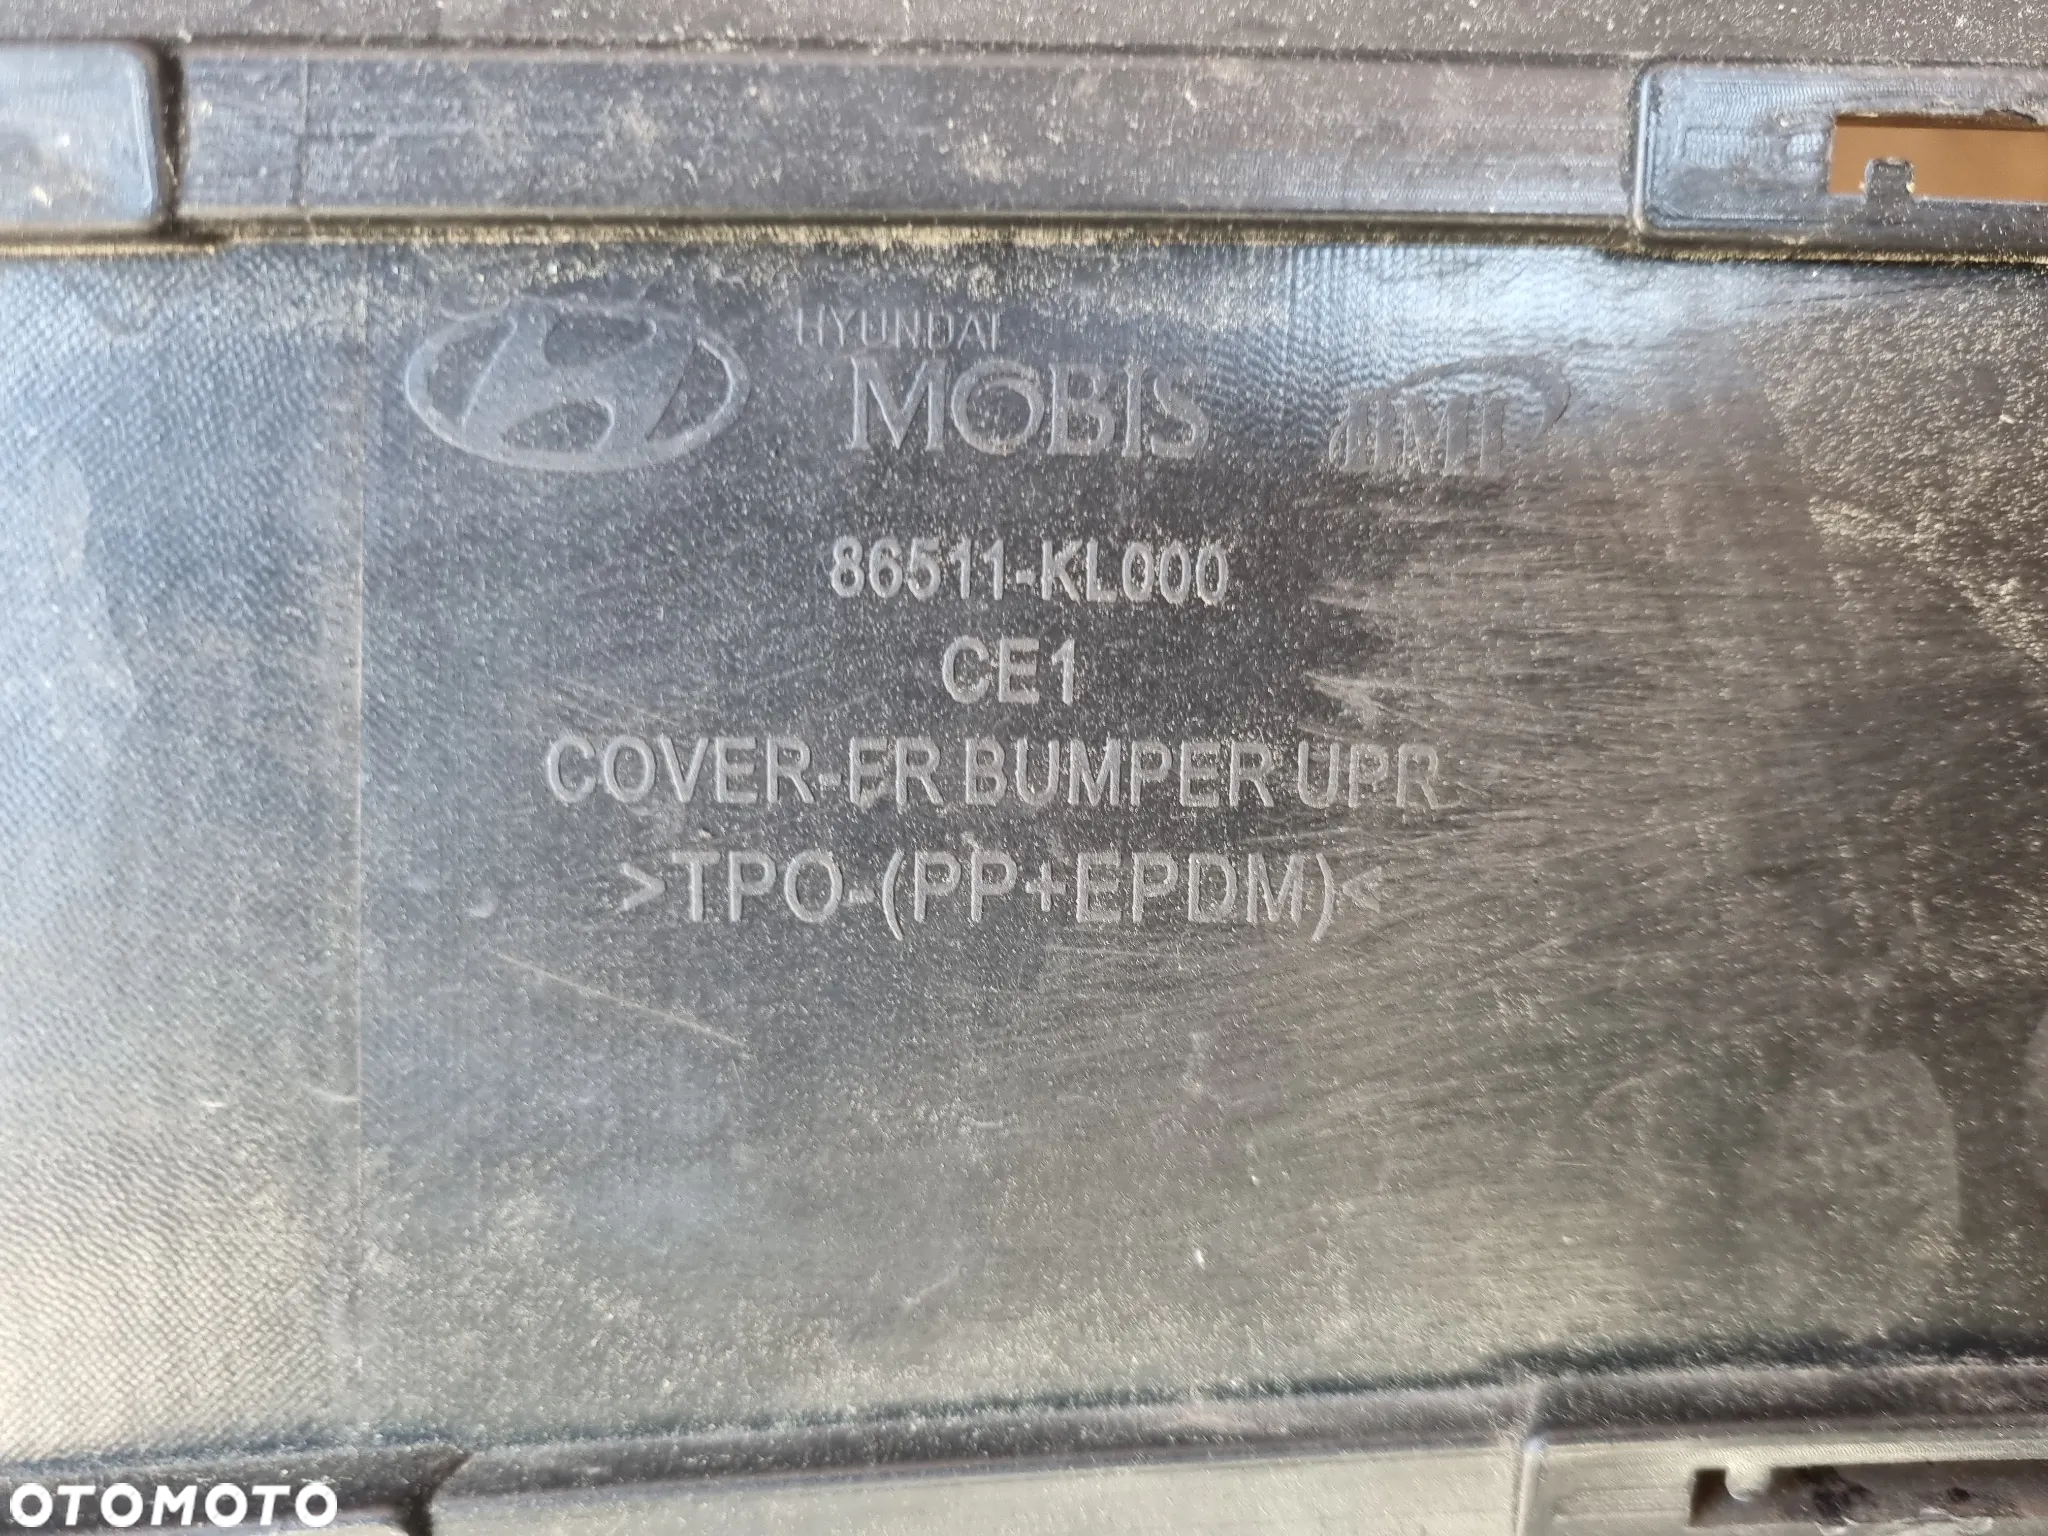 HYUNDAI
MOBIS
86511-KL000
CE1
COVER-FR BUMPER UPR
>TPO-(PP+EPDM)<
OTOMOTO